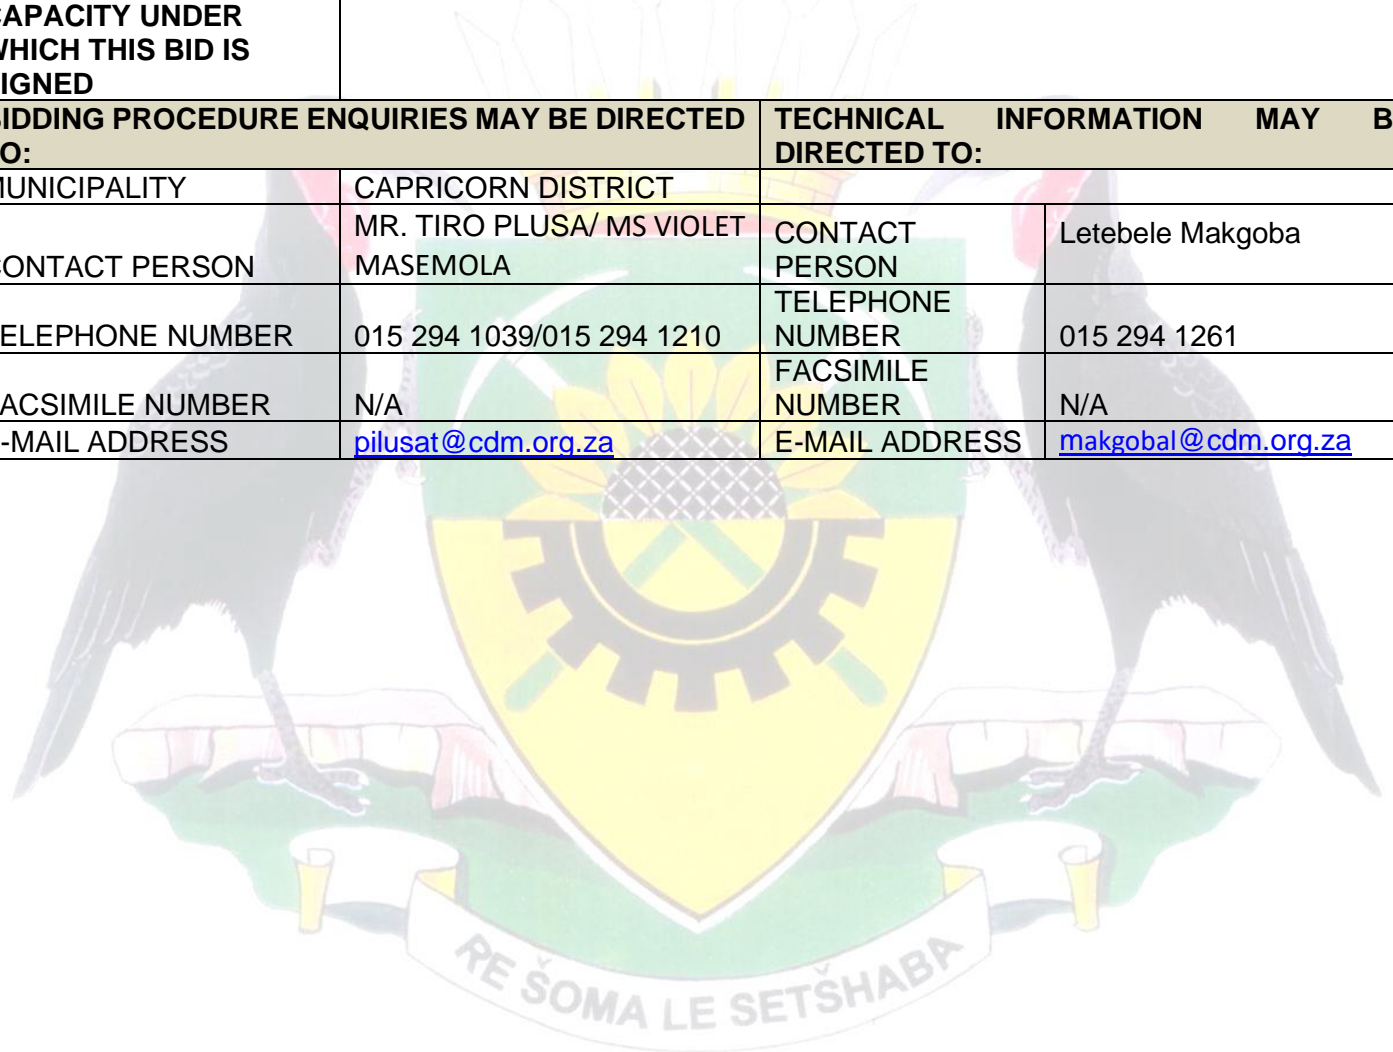 CAPACITY UNDER
WHICH THIS BID IS
SIGNED
BIDDING PROCEDURE ENQUIRIES MAY BE DIRECTED
TO:
TECHNICAL INFORMATION MAY B
DIRECTED TO:
MUNICIPALITY
CAPRICORN DISTRICT
CONTACT PERSON
MR. TIRO PLUSA/ MS VIOLET
MASEMOLA
CONTACT
PERSON
Letebele Makgoba
TELEPHONE NUMBER
015 294 1039/015 294 1210
TELEPHONE
NUMBER
015 294 1261
FACSIMILE NUMBER
N/A
FACSIMILE
NUMBER
N/A
E-MAIL ADDRESS
pilusat@cdm.org.za
E-MAIL ADDRESS
makgobal@cdm.org.za
RE ŠOMA LE SETŠHABA